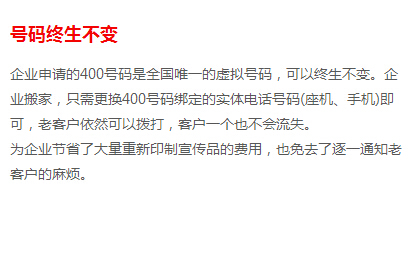 号码终生不变
企业申请的400号码是全国唯一的虚拟号码，可以终生不变。企
业搬家，只需更换400号码绑定的实体电话号码(座机、手机)即
可，老客户依然可以拨打，客户一个也不会流失。
为企业节省了大量重新印制宣传品的费用，也免去了逐一通知老
客户的麻烦。